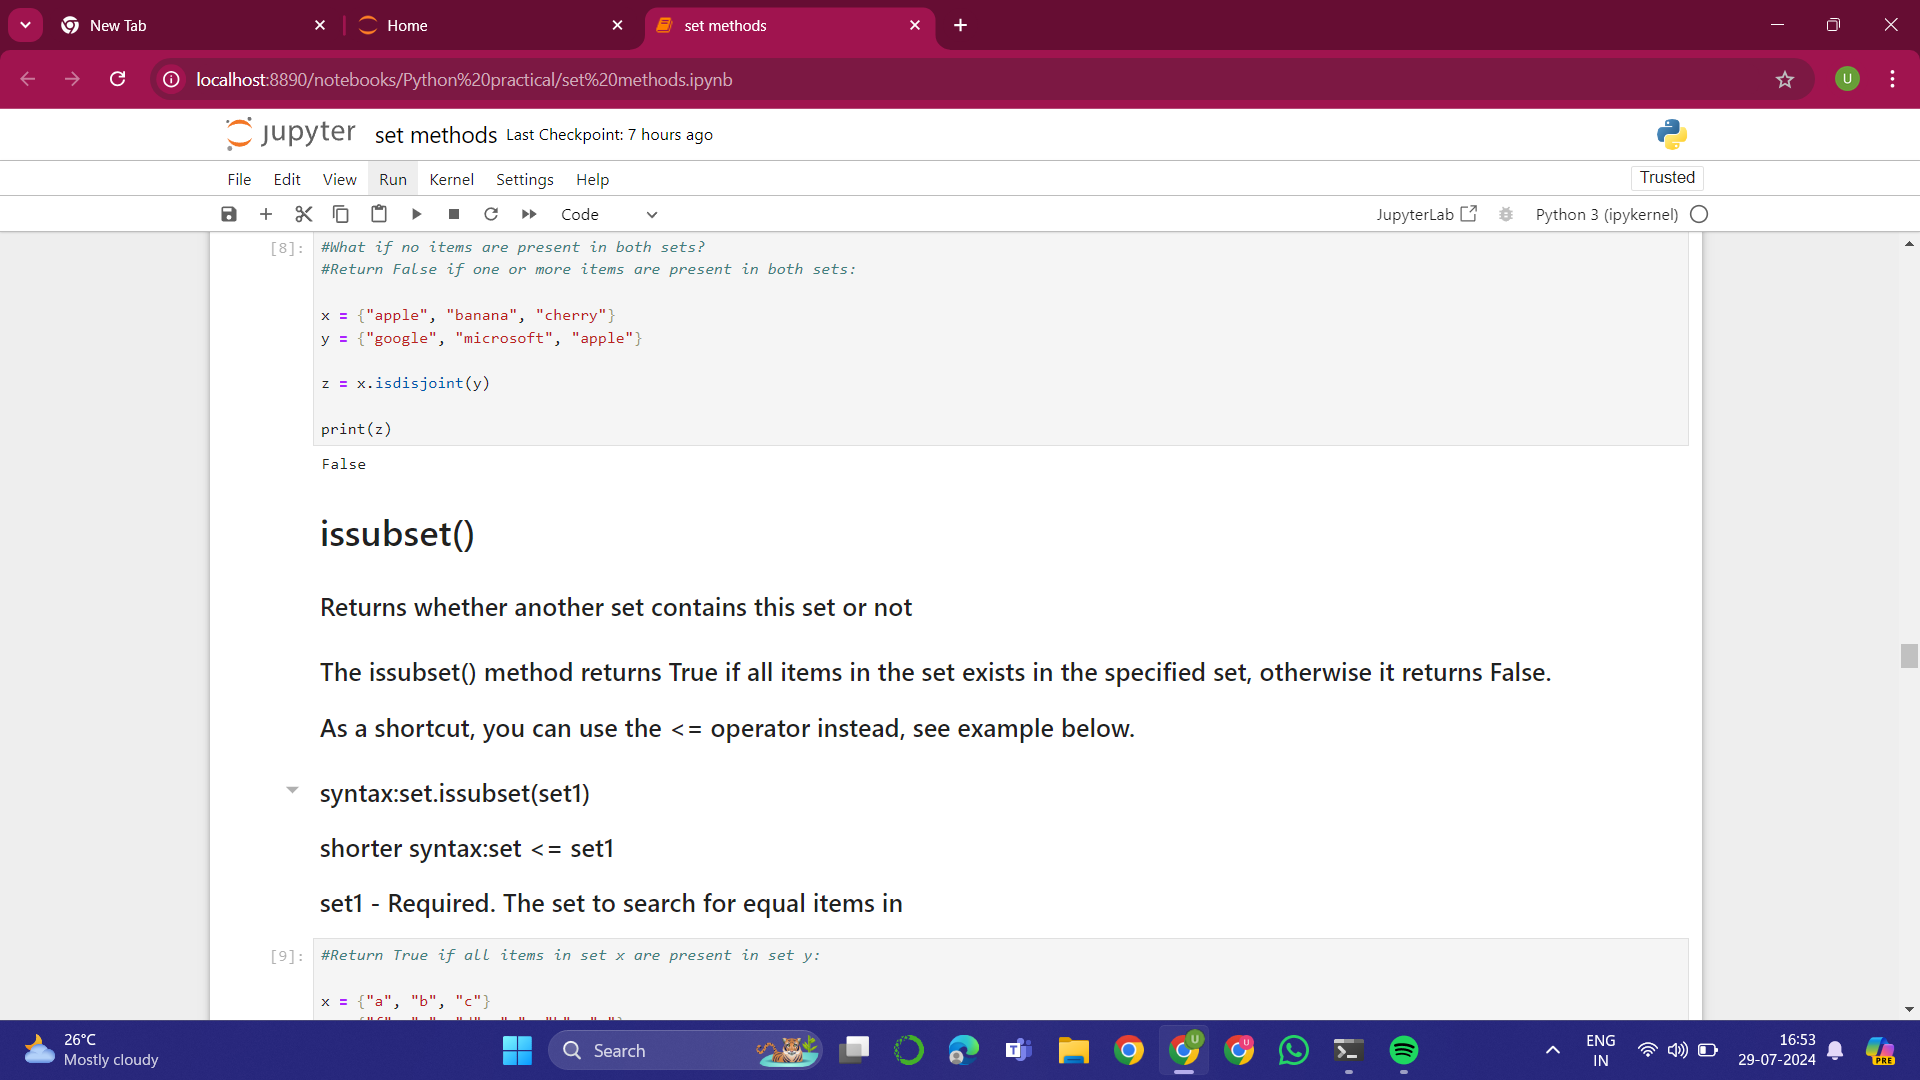 New Tab
Home
set methods
localhost:8890/notebooks/Python%20practical/set%20methods.ipynb
U
jupyter set methods Last Checkpoint: 7 hours ago
File Edit View Run Kernel Settings Help
Trusted
Code
JupyterLab
Python 3 (ipykernel)
[8]:
#What if no items are present in both sets?
#Return False if one or more items are present in both sets:
x = {"apple", "banana", "cherry"}
y = {"google", "microsoft", "apple"}
z = x.isdisjoint(y)
print(z)
False
issubset()
Returns whether another set contains this set or not
The issubset() method returns True if all items in the set exists in the specified set, otherwise it returns False.
As a shortcut, you can use the <= operator instead, see example below.
syntax:set.issubset(set1)
shorter syntax:set <= set1
set1 - Required. The set to search for equal items in
[9]:
#Return True if all items in set x are present in set y:
x = {"a", "b", "c"}
26°C
Mostly cloudy
Search
U
U
ENG
IN
16:53
29-07-2024
PRE